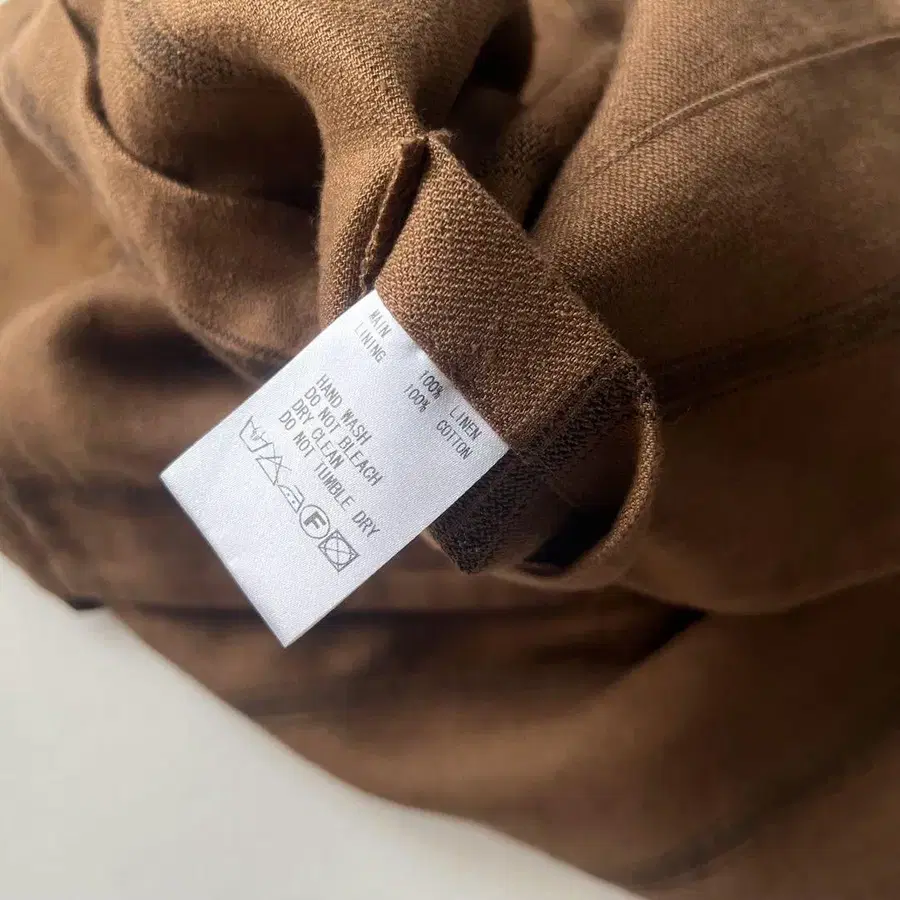 MAIN 100% LINEN
LINING 100% COTTON
HAND WASH
DO NOT BLEACH
DRY CLEAN
DO NOT TUMBLE DRY
F